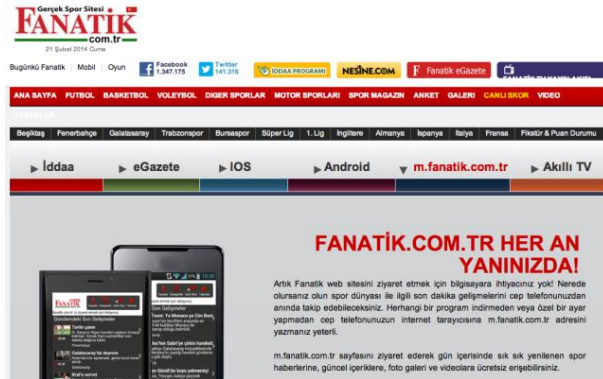 Gerçek Spor Sitesi
FANATİK
com.tr
21 Şubat 2014 Cuma
Bugünkü Fanatik Mobil Oyun Facebook 1.347.175 Twitter 141.316 İDDAA PROGRAMI NESİNE.COM F Fanatik eGazete
ANA SAYFA FUTBOL BASKETBOL VOLEYBOL DİGER SPORLAR MOTOR SPORLARI SPOR MAGAZIN ANKET GALERI CANLI SKOR VIDEO
YAZARLAR
Beşiktaş Fenerbahçe Galatasaray Trabzonspor Bursaspor Süper Lig 1. Lig İngiltere Almanya İspanya İtalya Fransa Fikstür & Puan Durumu
İddaa eGazete IOS Android m.fanatik.com.tr Akıllı TV
FANATİK.COM.TR HER AN
YANINIZDA!
Artık Fanatik web sitesini ziyaret etmek için bilgisayara ihtiyacınız yok! Nerede
olursanız olun spor dünyası ile ilgili son dakika gelişmelerini cep telefonunuzdan
anında takip edebileceksiniz. Herhangi bir program indirmeden veya özel bir ayar
yapmadan cep telefonunuzun internet tarayıcısına m.fanatik.com.tr adresini
yazmanız yeterli.
m.fanatik.com.tr sayfasını ziyaret ederek gün içerisinde sık sık yenilenen spor
haberlerine, güncel içeriklere, foto galeri ve videolara ücretsiz erişebilirsiniz.
FANATİK
Gündemdeki Son Gelişmeler